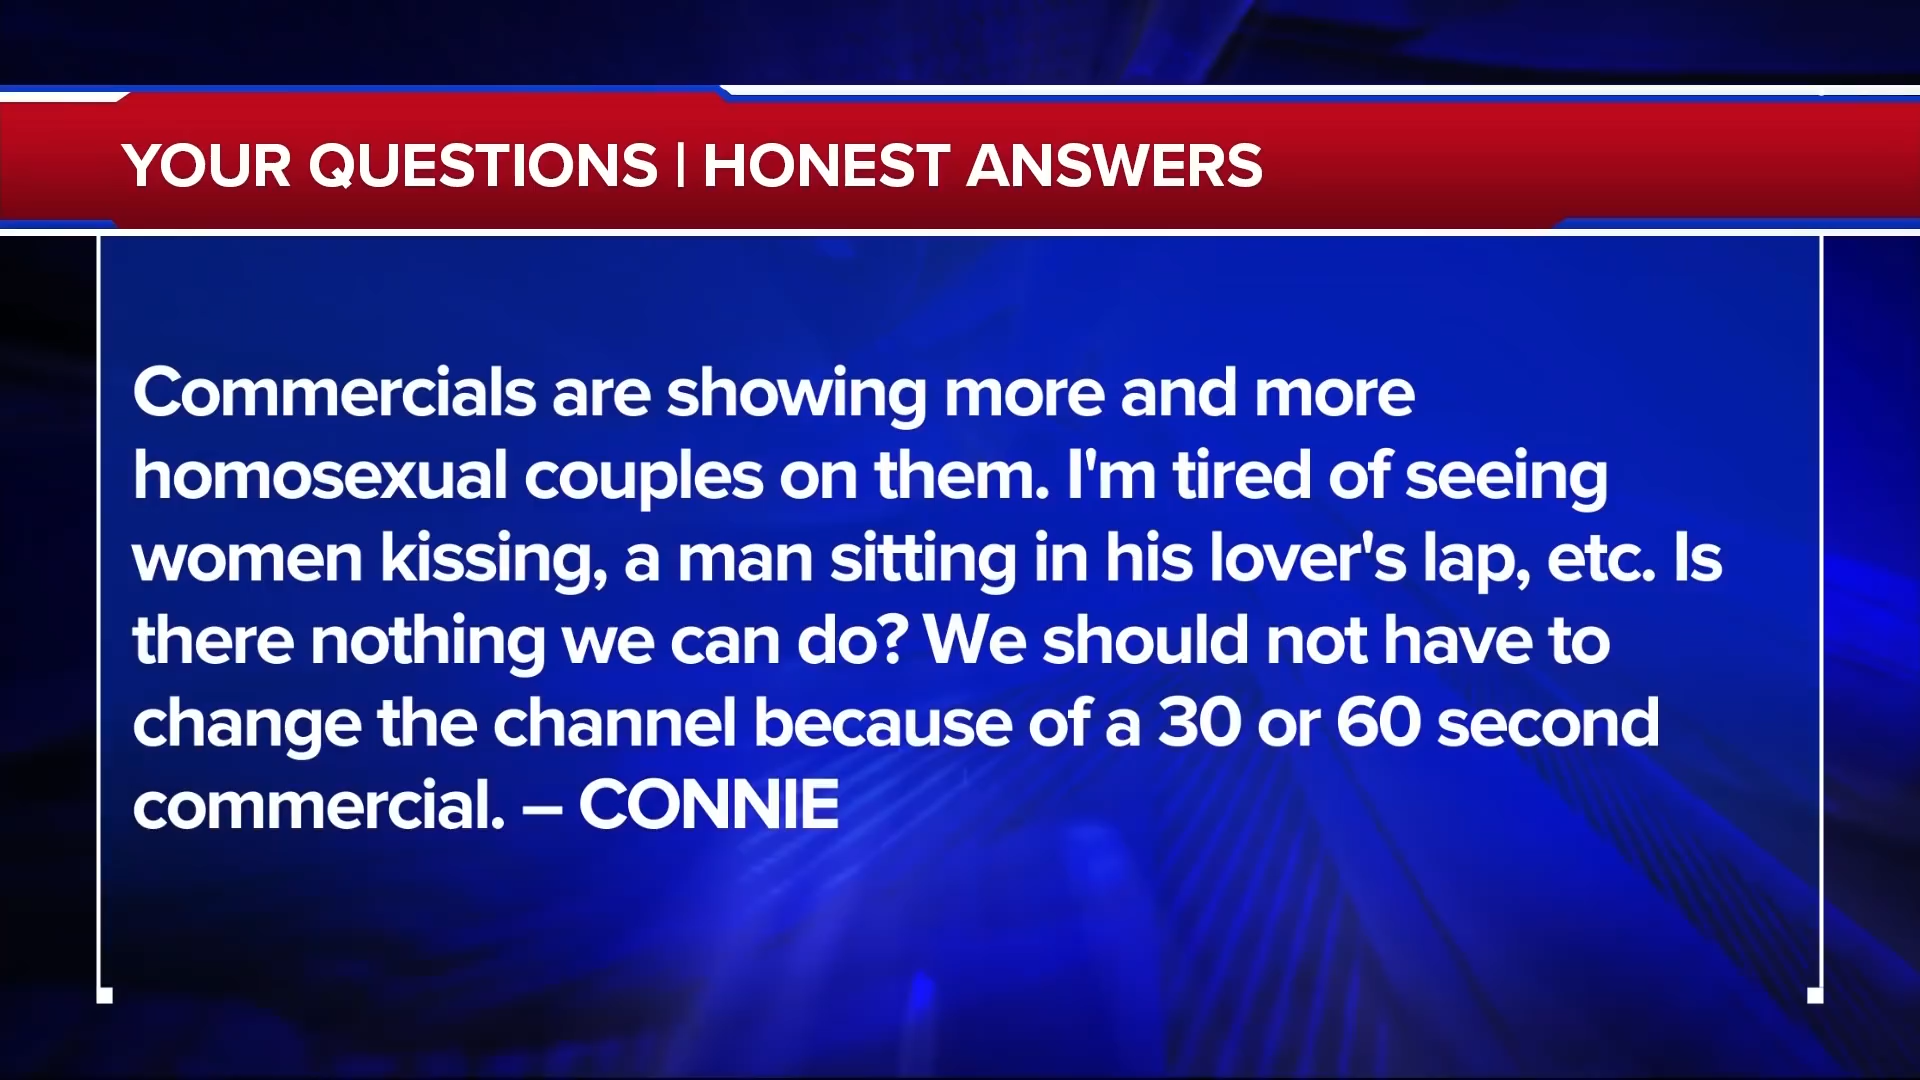 YOUR QUESTIONS | HONEST ANSWERS
Commercials are showing more and more
homosexual couples on them. I'm tired of seeing
women kissing, a man sitting in his lover's lap, etc. Is
there nothing we can do? We should not have to
change the channel because of a 30 or 60 second
commercial. – CONNIE